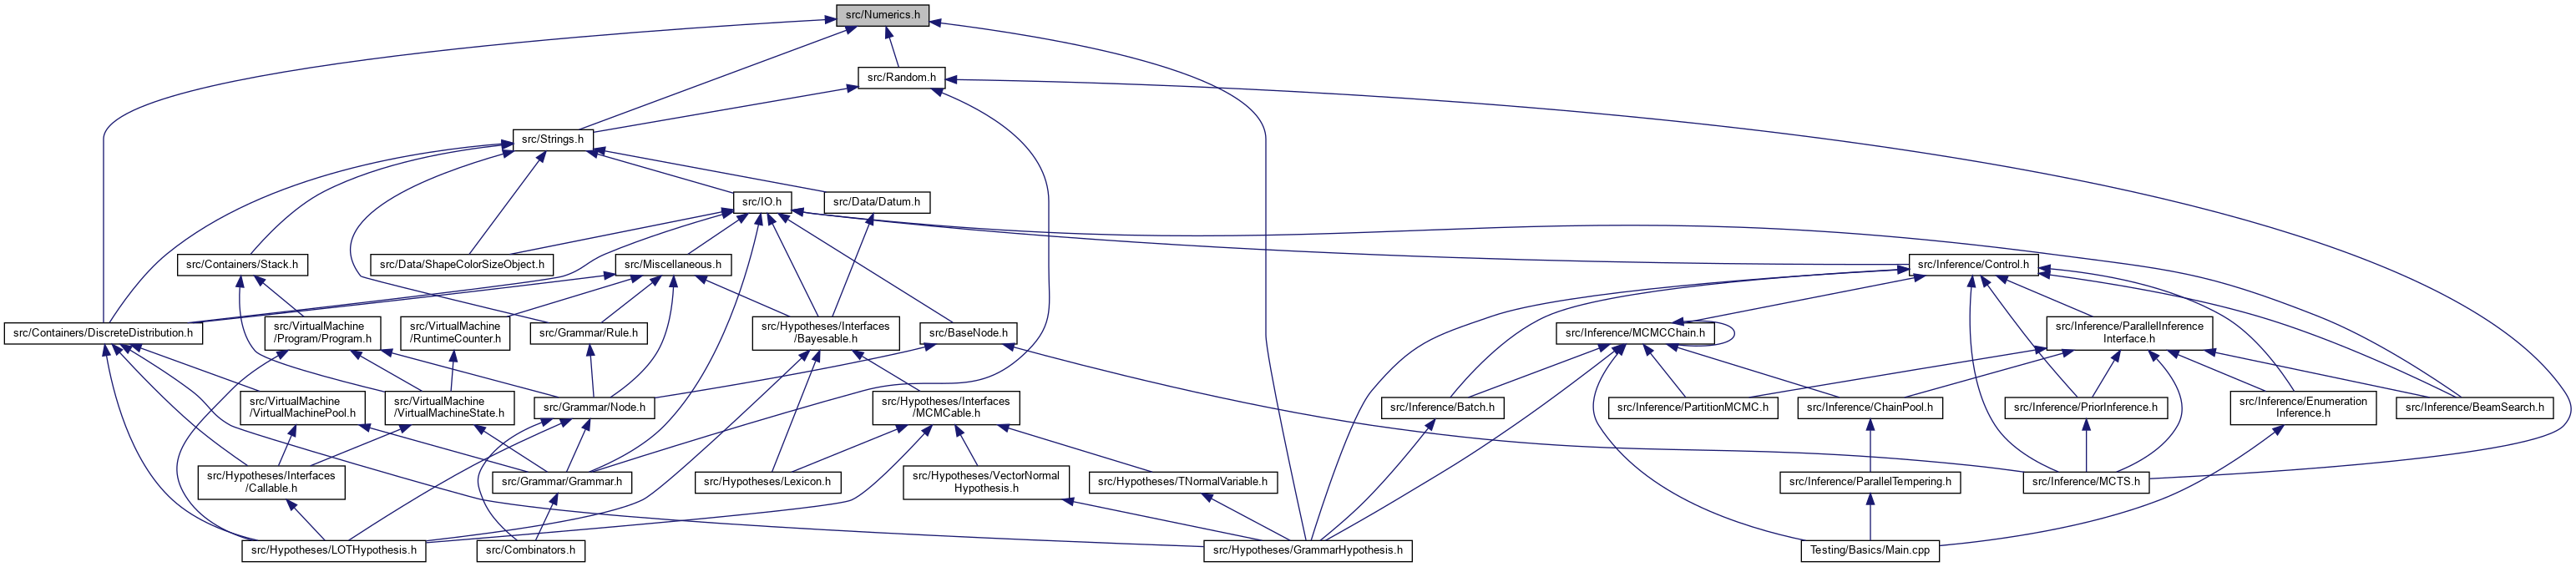 src/Numerics.h
src/Random.h
src/Strings.h
src/IO.h
src/Data/Datum.h
src/Containers/Stack.h
src/Data/ShapeColorSizeObject.h
src/Miscellaneous.h
src/Inference/Control.h
src/Containers/DiscreteDistribution.h
src/VirtualMachine
/Program/Program.h
src/VirtualMachine
/RuntimeCounter.h
src/Grammar/Rule.h
src/Hypotheses/Interfaces
/Bayesable.h
src/BaseNode.h
src/Inference/MCMCChain.h
src/Inference/ParallelInference
Interface.h
src/VirtualMachine
/VirtualMachinePool.h
src/VirtualMachine
/VirtualMachineState.h
src/Grammar/Node.h
src/Hypotheses/Interfaces
/MCMCable.h
src/Inference/Batch.h
src/Inference/PartitionMCMC.h
src/Inference/ChainPool.h
src/Inference/PriorInference.h
src/Inference/Enumeration
Inference.h
src/Inference/BeamSearch.h
src/Hypotheses/Interfaces
/Callable.h
src/Grammar/Grammar.h
src/Hypotheses/Lexicon.h
src/Hypotheses/VectorNormal
Hypothesis.h
src/Hypotheses/TNormalVariable.h
src/Inference/ParallelTempering.h
src/Inference/MCTS.h
src/Hypotheses/LOTHypothesis.h
src/Combinators.h
src/Hypotheses/GrammarHypothesis.h
Testing/Basics/Main.cpp